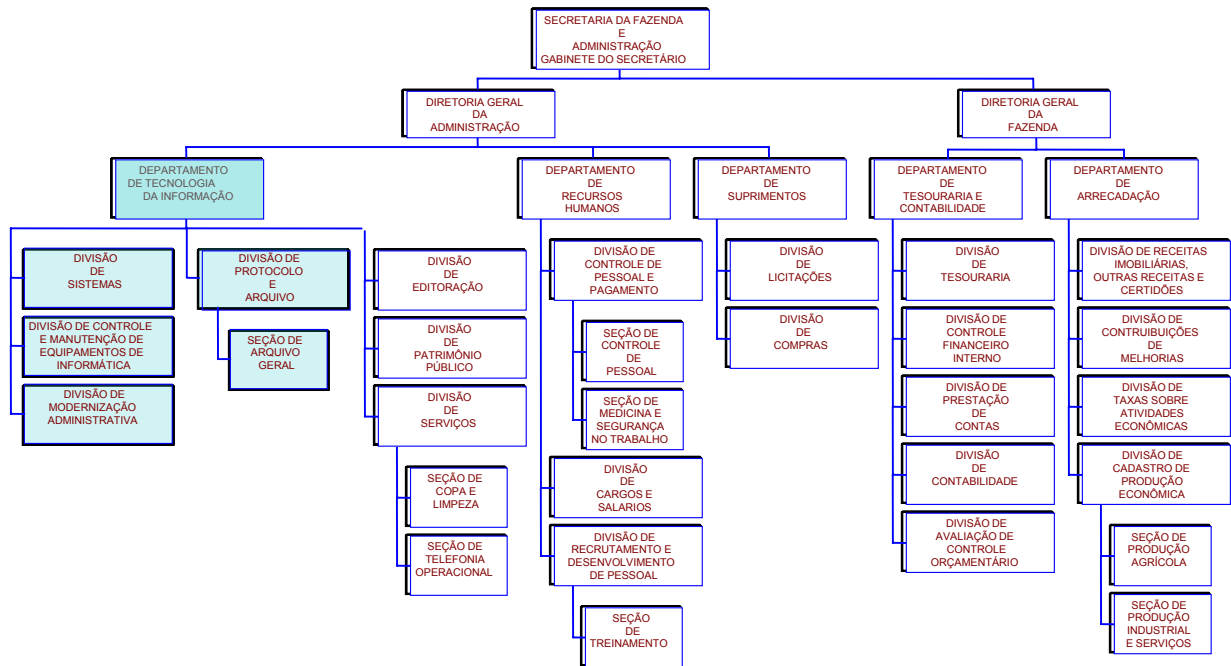 SECRETARIA DA FAZENDA
E
ADMINISTRAÇÃO
GABINETE DO SECRETÁRIO
DIRETORIA GERAL
DA
ADMINISTRAÇÃO
DIRETORIA GERAL
DA
FAZENDA
DEPARTAMENTO
DE TECNOLOGIA
DA INFORMAÇÃO
DEPARTAMENTO
DE
RECURSOS
HUMANOS
DEPARTAMENTO
DE
SUPRIMENTOS
DEPARTAMENTO
DE
TESOURARIA E
CONTABILIDADE
DEPARTAMENTO
DE
ARRECADAÇÃO
DIVISÃO
DE
SISTEMAS
DIVISÃO DE CONTROLE
E MANUTENÇÃO DE
EQUIPAMENTOS DE
INFORMÁTICA
DIVISÃO DE
MODERNIZAÇÃO
ADMINISTRATIVA
DIVISÃO DE
PROTOCOLO
E
ARQUIVO
SEÇÃO DE
ARQUIVO
GERAL
DIVISÃO
DE
EDITORAÇÃO
DIVISÃO
DE
PATRIMÔNIO
PÚBLICO
DIVISÃO
DE
SERVIÇOS
SEÇÃO DE
COPA E
LIMPEZA
SEÇÃO DE
TELEFONIA
OPERACIONAL
DIVISÃO DE
CONTROLE DE
PESSOAL E
PAGAMENTO
SEÇÃO DE
CONTROLE
DE
PESSOAL
SEÇÃO DE
MEDICINA E
SEGURANÇA
NO TRABALHO
DIVISÃO
DE
CARGOS E
SALARIOS
DIVISÃO DE
RECRUTAMENTO E
DESENVOLVIMENTO
DE PESSOAL
SEÇÃO
DE
TREINAMENTO
DIVISÃO
DE
LICITAÇÕES
DIVISÃO
DE
COMPRAS
DIVISÃO
DE
TESOURARIA
DIVISÃO DE
CONTROLE
FINANCEIRO
INTERNO
DIVISÃO DE
PRESTAÇÃO
DE
CONTAS
DIVISÃO
DE
CONTABILIDADE
DIVISÃO DE
AVALIAÇÃO DE
CONTROLE
ORÇAMENTÁRIO
DIVISÃO DE RECEITAS
IMOBILIÁRIAS,
OUTRAS RECEITAS E
CERTIDÕES
DIVISÃO DE
CONTRUIBUIÇÕES
DE
MELHORIAS
DIVISÃO DE
TAXAS SOBRE
ATIVIDADES
ECONÔMICAS
DIVISÃO DE
CADASTRO DE
PRODUÇÃO
ECONÔMICA
SEÇÃO DE
PRODUÇÃO
AGRÍCOLA
SEÇÃO DE
PRODUÇÃO
INDUSTRIAL
E SERVIÇOS